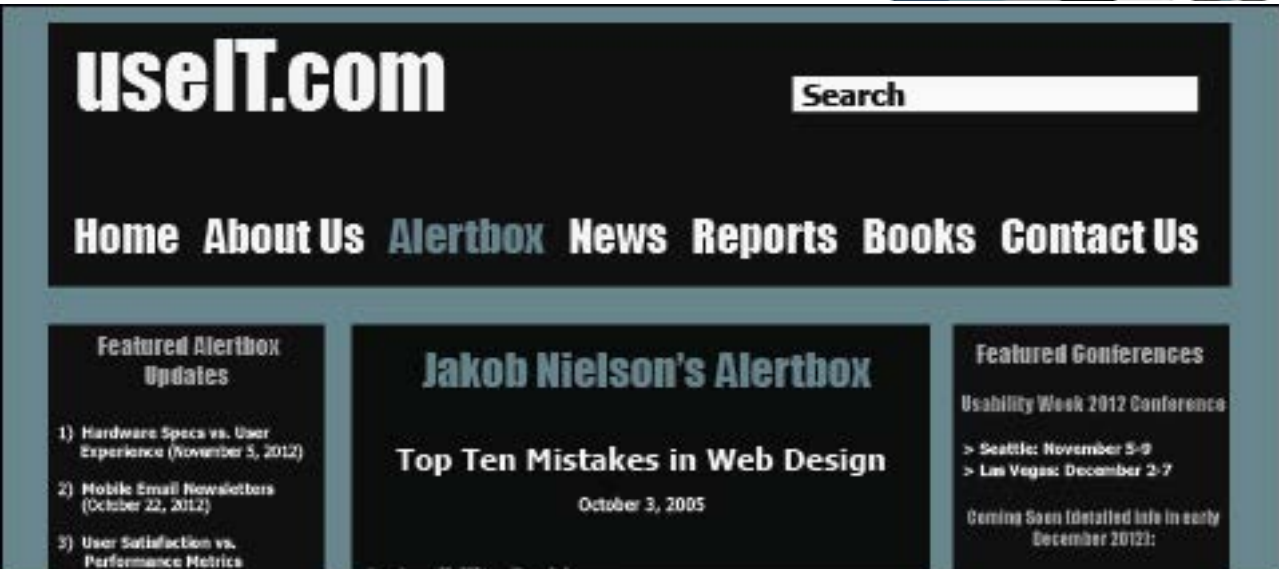 useIT.com
Search
Home About Us Alertbox News Reports Books Contact Us
Featured Alertbox
Updates
1) Hardware Specs vs. User
Experience (November 5, 2012)
2) Mobile Email Newsletters
(October 22, 2012)
3) User Satisfaction vs.
Performance Metrics
Jakob Nielson's Alertbox
Top Ten Mistakes in Web Design
October 3, 2005
Featured Conferences
Usability Week 2012 Conference
> Seattle: November 5-9
> Las Vegas: December 2-7
Coming Soon (detailed info in early
December 2012):